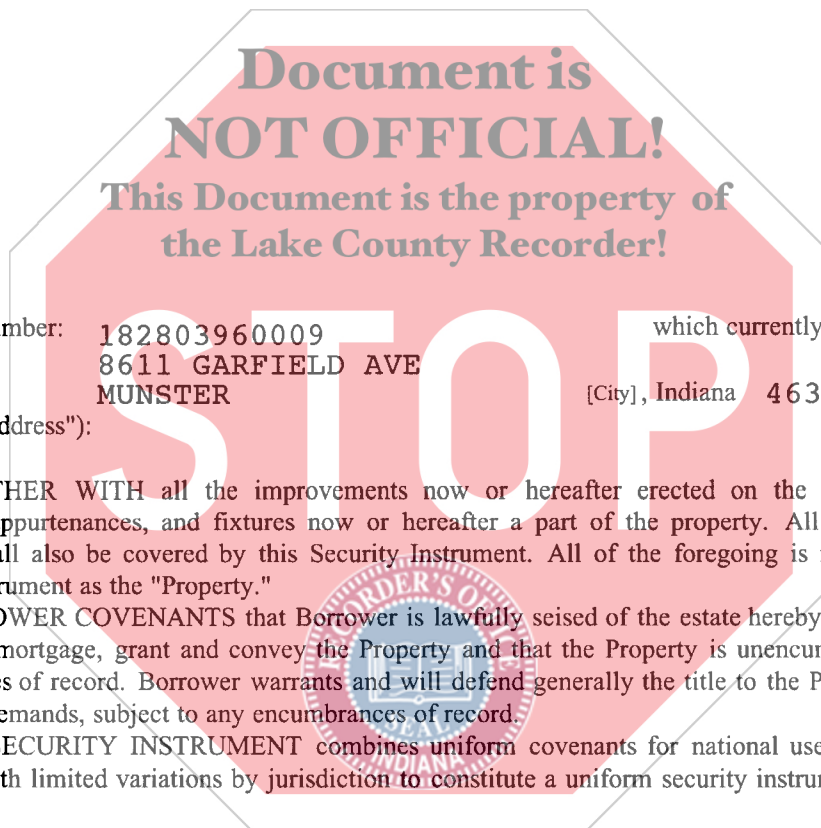 Document is
NOT OFFICIAL!
This Document is the property of
the Lake County Recorder!
mber: 182803960009 which currently
8611 GARFIELD AVE
MUNSTER [City], Indiana 463
ddress"):
STOP
THER WITH all the improvements now or hereafter erected on the
ppurtenances, and fixtures now or hereafter a part of the property. All
all also be covered by this Security Instrument. All of the foregoing is
rument as the "Property."
OWER COVENANTS that Borrower is lawfully seised of the estate hereby
mortgage, grant and convey the Property and that the Property is unencu
es of record. Borrower warrants and will defend generally the title to the P
emands, subject to any encumbrances of record.
ECURITY INSTRUMENT combines uniform covenants for national use
th limited variations by jurisdiction to constitute a uniform security instru
RECORDER'S OFFICE
SEAL
INDIANA